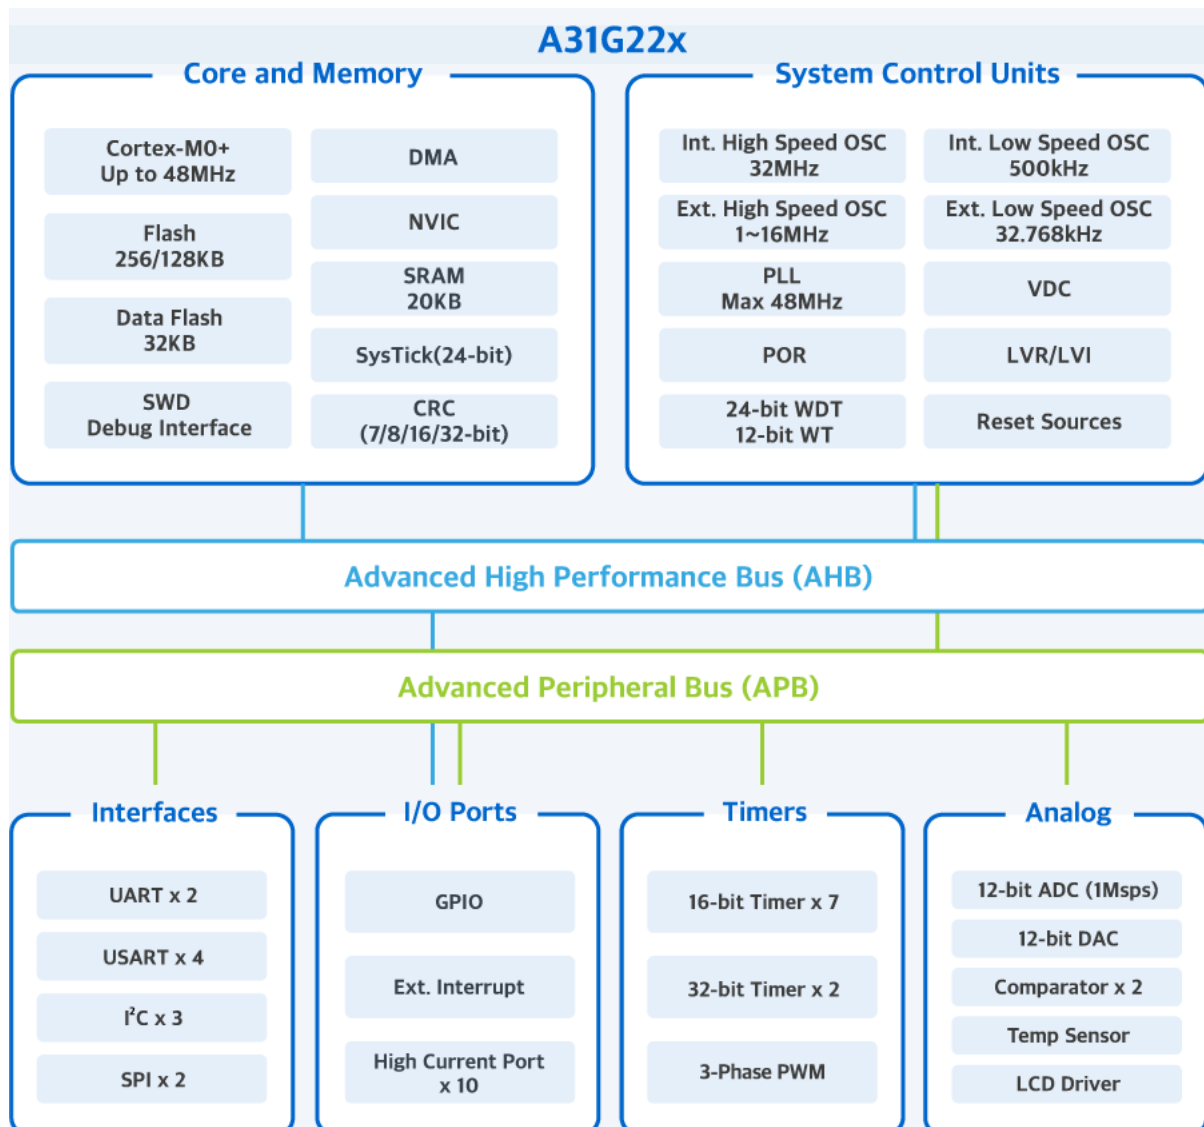 A31G22x
Core and Memory
Cortex-M0+
Up to 48MHz
Flash
256/128KB
Data Flash
32KB
SWD
Debug Interface
DMA
NVIC
SRAM
20KB
SysTick(24-bit)
CRC
(7/8/16/32-bit)
System Control Units
Int. High Speed OSC
32MHz
Ext. High Speed OSC
1~16MHz
PLL
Max 48MHz
POR
24-bit WDT
12-bit WT
Int. Low Speed OSC
500kHz
Ext. Low Speed OSC
32.768kHz
VDC
LVR/LVI
Reset Sources
Advanced High Performance Bus (AHB)
Advanced Peripheral Bus (APB)
Interfaces
UART x 2
USART x 4
I²C x 3
SPI x 2
I/O Ports
GPIO
Ext. Interrupt
High Current Port
x 10
Timers
16-bit Timer x 7
32-bit Timer x 2
3-Phase PWM
Analog
12-bit ADC (1Msps)
12-bit DAC
Comparator x 2
Temp Sensor
LCD Driver